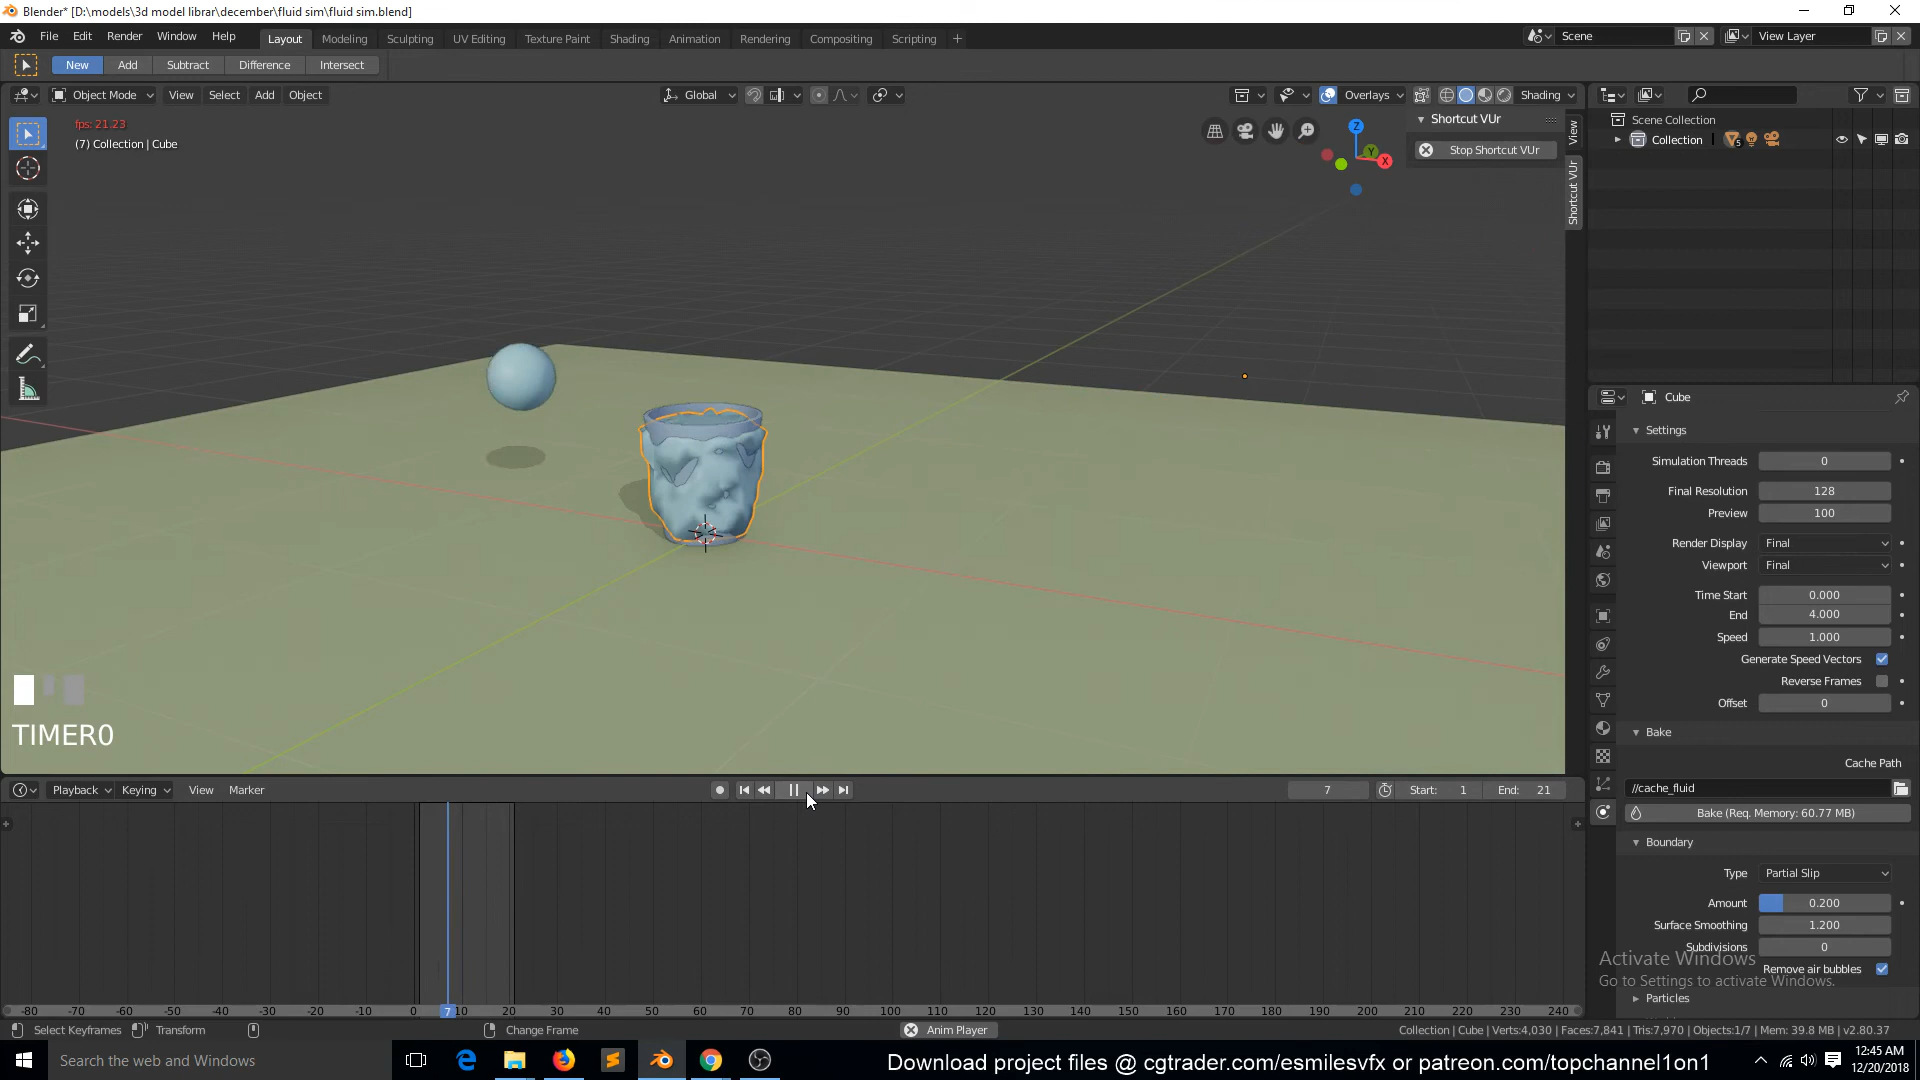 Blender* [D:\models\3d model librar\december\fluid sim\fluid sim.blend]
File Edit Render Window Help Layout Modeling Sculpting UV Editing Texture Paint Shading Animation Rendering Compositing Scripting + Scene View Layer
New Add Subtract Difference Intersect
Object Mode View Select Add Object Global Overlays Shading
fps: 21.23
(7) Collection | Cube
Shortcut VUr
Stop Shortcut VUr
View
Shortcut VUr
Z
Y
X
Scene Collection
Collection 5
Cube
Settings
Simulation Threads 0
Final Resolution 128
Preview 100
Render Display Final
Viewport Final
Time Start 0.000
End 4.000
Speed 1.000
Generate Speed Vectors
Reverse Frames
Offset 0
Bake
Cache Path
//cache_fluid
Bake (Req. Memory: 60.77 MB)
Boundary
Type Partial Slip
Amount 0.200
Surface Smoothing 1.200
Subdivisions 0
Remove air bubbles
Particles
Activate Windows
Go to Settings to activate Windows.
TIMER0
Playback Keying View Marker 7 Start: 1 End: 21
-80 -70 -60 -50 -40 -30 -20 -10 0 7 10 20 30 40 50 60 70 80 90 100 110 120 130 140 150 160 170 180 190 200 210 220 230 240
Select Keyframes Transform Change Frame Anim Player Collection | Cube | Verts:4,030 | Faces:7,841 | Tris:7,970 | Objects:1/7 | Mem: 39.8 MB | v2.80.37
Search the web and Windows
Download project files @ cgtrader.com/esmilesvfx or patreon.com/topchannel1on1
12:45 AM
12/20/2018